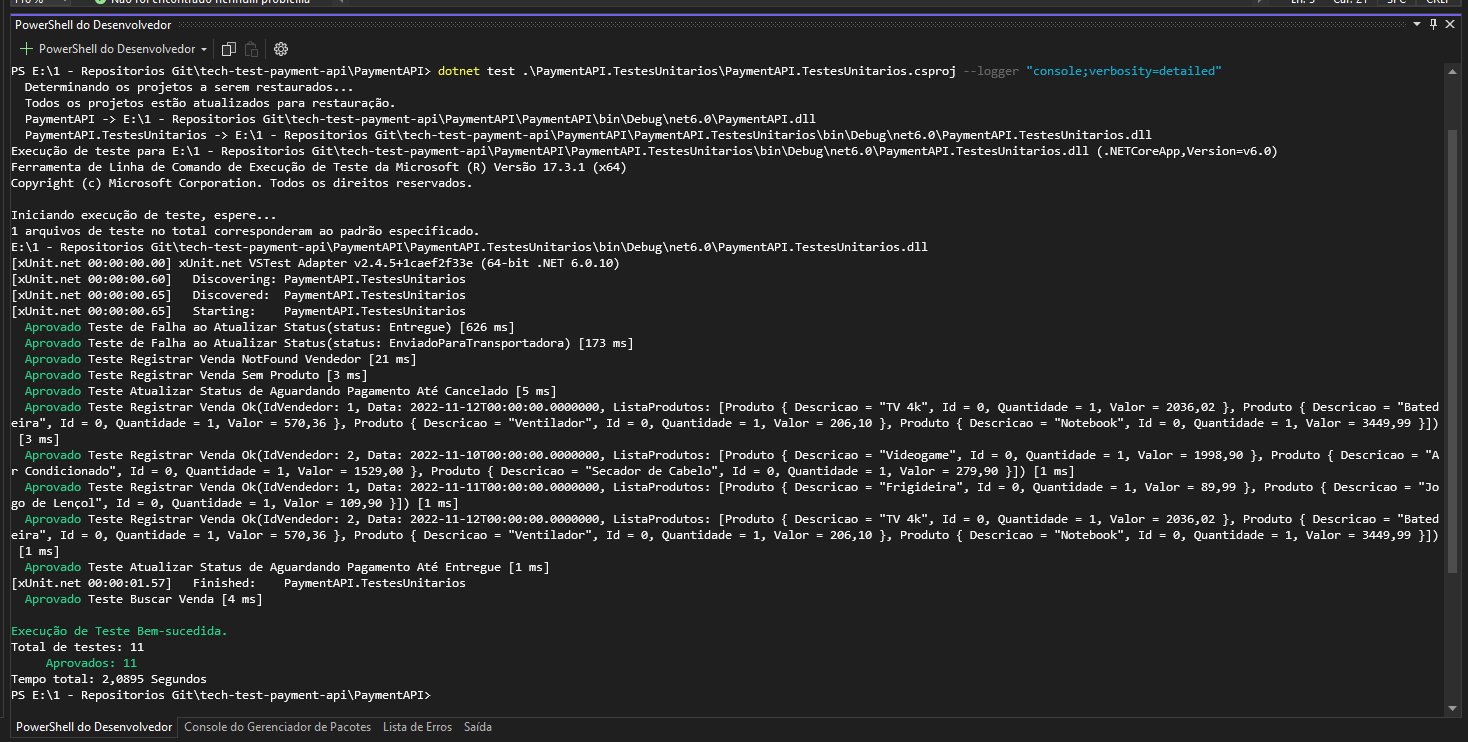 Não foi encontrado nenhum problema
PowerShell do Desenvolvedor
PowerShell do Desenvolvedor
PS E:\1 - Repositorios Git\tech-test-payment-api\PaymentAPI> dotnet test .\PaymentAPI.TestesUnitarios\PaymentAPI.TestesUnitarios.csproj --logger "console;verbosity=detailed"
Determinando os projetos a serem restaurados...
Todos os projetos estão atualizados para restauração.
PaymentAPI -> E:\1 - Repositorios Git\tech-test-payment-api\PaymentAPI\PaymentAPI\bin\Debug\net6.0\PaymentAPI.dll
PaymentAPI.TestesUnitarios -> E:\1 - Repositorios Git\tech-test-payment-api\PaymentAPI\PaymentAPI.TestesUnitarios\bin\Debug\net6.0\PaymentAPI.TestesUnitarios.dll
Execução de teste para E:\1 - Repositorios Git\tech-test-payment-api\PaymentAPI\PaymentAPI.TestesUnitarios\bin\Debug\net6.0\PaymentAPI.TestesUnitarios.dll (.NETCoreApp,Version=v6.0)
Ferramenta de Linha de Comando de Execução de Teste da Microsoft (R) Versão 17.3.1 (x64)
Copyright (c) Microsoft Corporation. Todos os direitos reservados.
Iniciando execução de teste, espere...
1 arquivos de teste no total corresponderam ao padrão especificado.
E:\1 - Repositorios Git\tech-test-payment-api\PaymentAPI\PaymentAPI.TestesUnitarios\bin\Debug\net6.0\PaymentAPI.TestesUnitarios.dll
[xUnit.net 00:00:00.00] xUnit.net VSTest Adapter v2.4.5+1caef2f33e (64-bit .NET 6.0.10)
[xUnit.net 00:00:00.60]   Discovering: PaymentAPI.TestesUnitarios
[xUnit.net 00:00:00.65]   Discovered:  PaymentAPI.TestesUnitarios
[xUnit.net 00:00:00.65]   Starting:    PaymentAPI.TestesUnitarios
Aprovado Teste de Falha ao Atualizar Status(status: Entregue) [626 ms]
Aprovado Teste de Falha ao Atualizar Status(status: EnviadoParaTransportadora) [173 ms]
Aprovado Teste Registrar Venda NotFound Vendedor [21 ms]
Aprovado Teste Registrar Venda Sem Produto [3 ms]
Aprovado Teste Atualizar Status de Aguardando Pagamento Até Cancelado [5 ms]
Aprovado Teste Registrar Venda Ok(IdVendedor: 1, Data: 2022-11-12T00:00:00.0000000, ListaProdutos: [Produto { Descricao = "TV 4k", Id = 0, Quantidade = 1, Valor = 2036,02 }, Produto { Descricao = "Bated
eira", Id = 0, Quantidade = 1, Valor = 570,36 }, Produto { Descricao = "Ventilador", Id = 0, Quantidade = 1, Valor = 206,10 }, Produto { Descricao = "Notebook", Id = 0, Quantidade = 1, Valor = 3449,99 }])
[3 ms]
Aprovado Teste Registrar Venda Ok(IdVendedor: 2, Data: 2022-11-10T00:00:00.0000000, ListaProdutos: [Produto { Descricao = "Videogame", Id = 0, Quantidade = 1, Valor = 1998,90 }, Produto { Descricao = "A
r Condicionado", Id = 0, Quantidade = 1, Valor = 1529,00 }, Produto { Descricao = "Secador de Cabelo", Id = 0, Quantidade = 1, Valor = 279,90 }]) [1 ms]
Aprovado Teste Registrar Venda Ok(IdVendedor: 1, Data: 2022-11-11T00:00:00.0000000, ListaProdutos: [Produto { Descricao = "Frigideira", Id = 0, Quantidade = 1, Valor = 89,99 }, Produto { Descricao = "Jo
go de Lençol", Id = 0, Quantidade = 1, Valor = 109,90 }]) [1 ms]
Aprovado Teste Registrar Venda Ok(IdVendedor: 2, Data: 2022-11-12T00:00:00.0000000, ListaProdutos: [Produto { Descricao = "TV 4k", Id = 0, Quantidade = 1, Valor = 2036,02 }, Produto { Descricao = "Bated
eira", Id = 0, Quantidade = 1, Valor = 570,36 }, Produto { Descricao = "Ventilador", Id = 0, Quantidade = 1, Valor = 206,10 }, Produto { Descricao = "Notebook", Id = 0, Quantidade = 1, Valor = 3449,99 }])
[1 ms]
Aprovado Teste Atualizar Status de Aguardando Pagamento Até Entregue [1 ms]
[xUnit.net 00:00:01.57]   Finished:    PaymentAPI.TestesUnitarios
Aprovado Teste Buscar Venda [4 ms]
Execução de Teste Bem-sucedida.
Total de testes: 11
Aprovados: 11
Tempo total: 2,0895 Segundos
PS E:\1 - Repositorios Git\tech-test-payment-api\PaymentAPI>
PowerShell do Desenvolvedor Console do Gerenciador de Pacotes Lista de Erros Saída